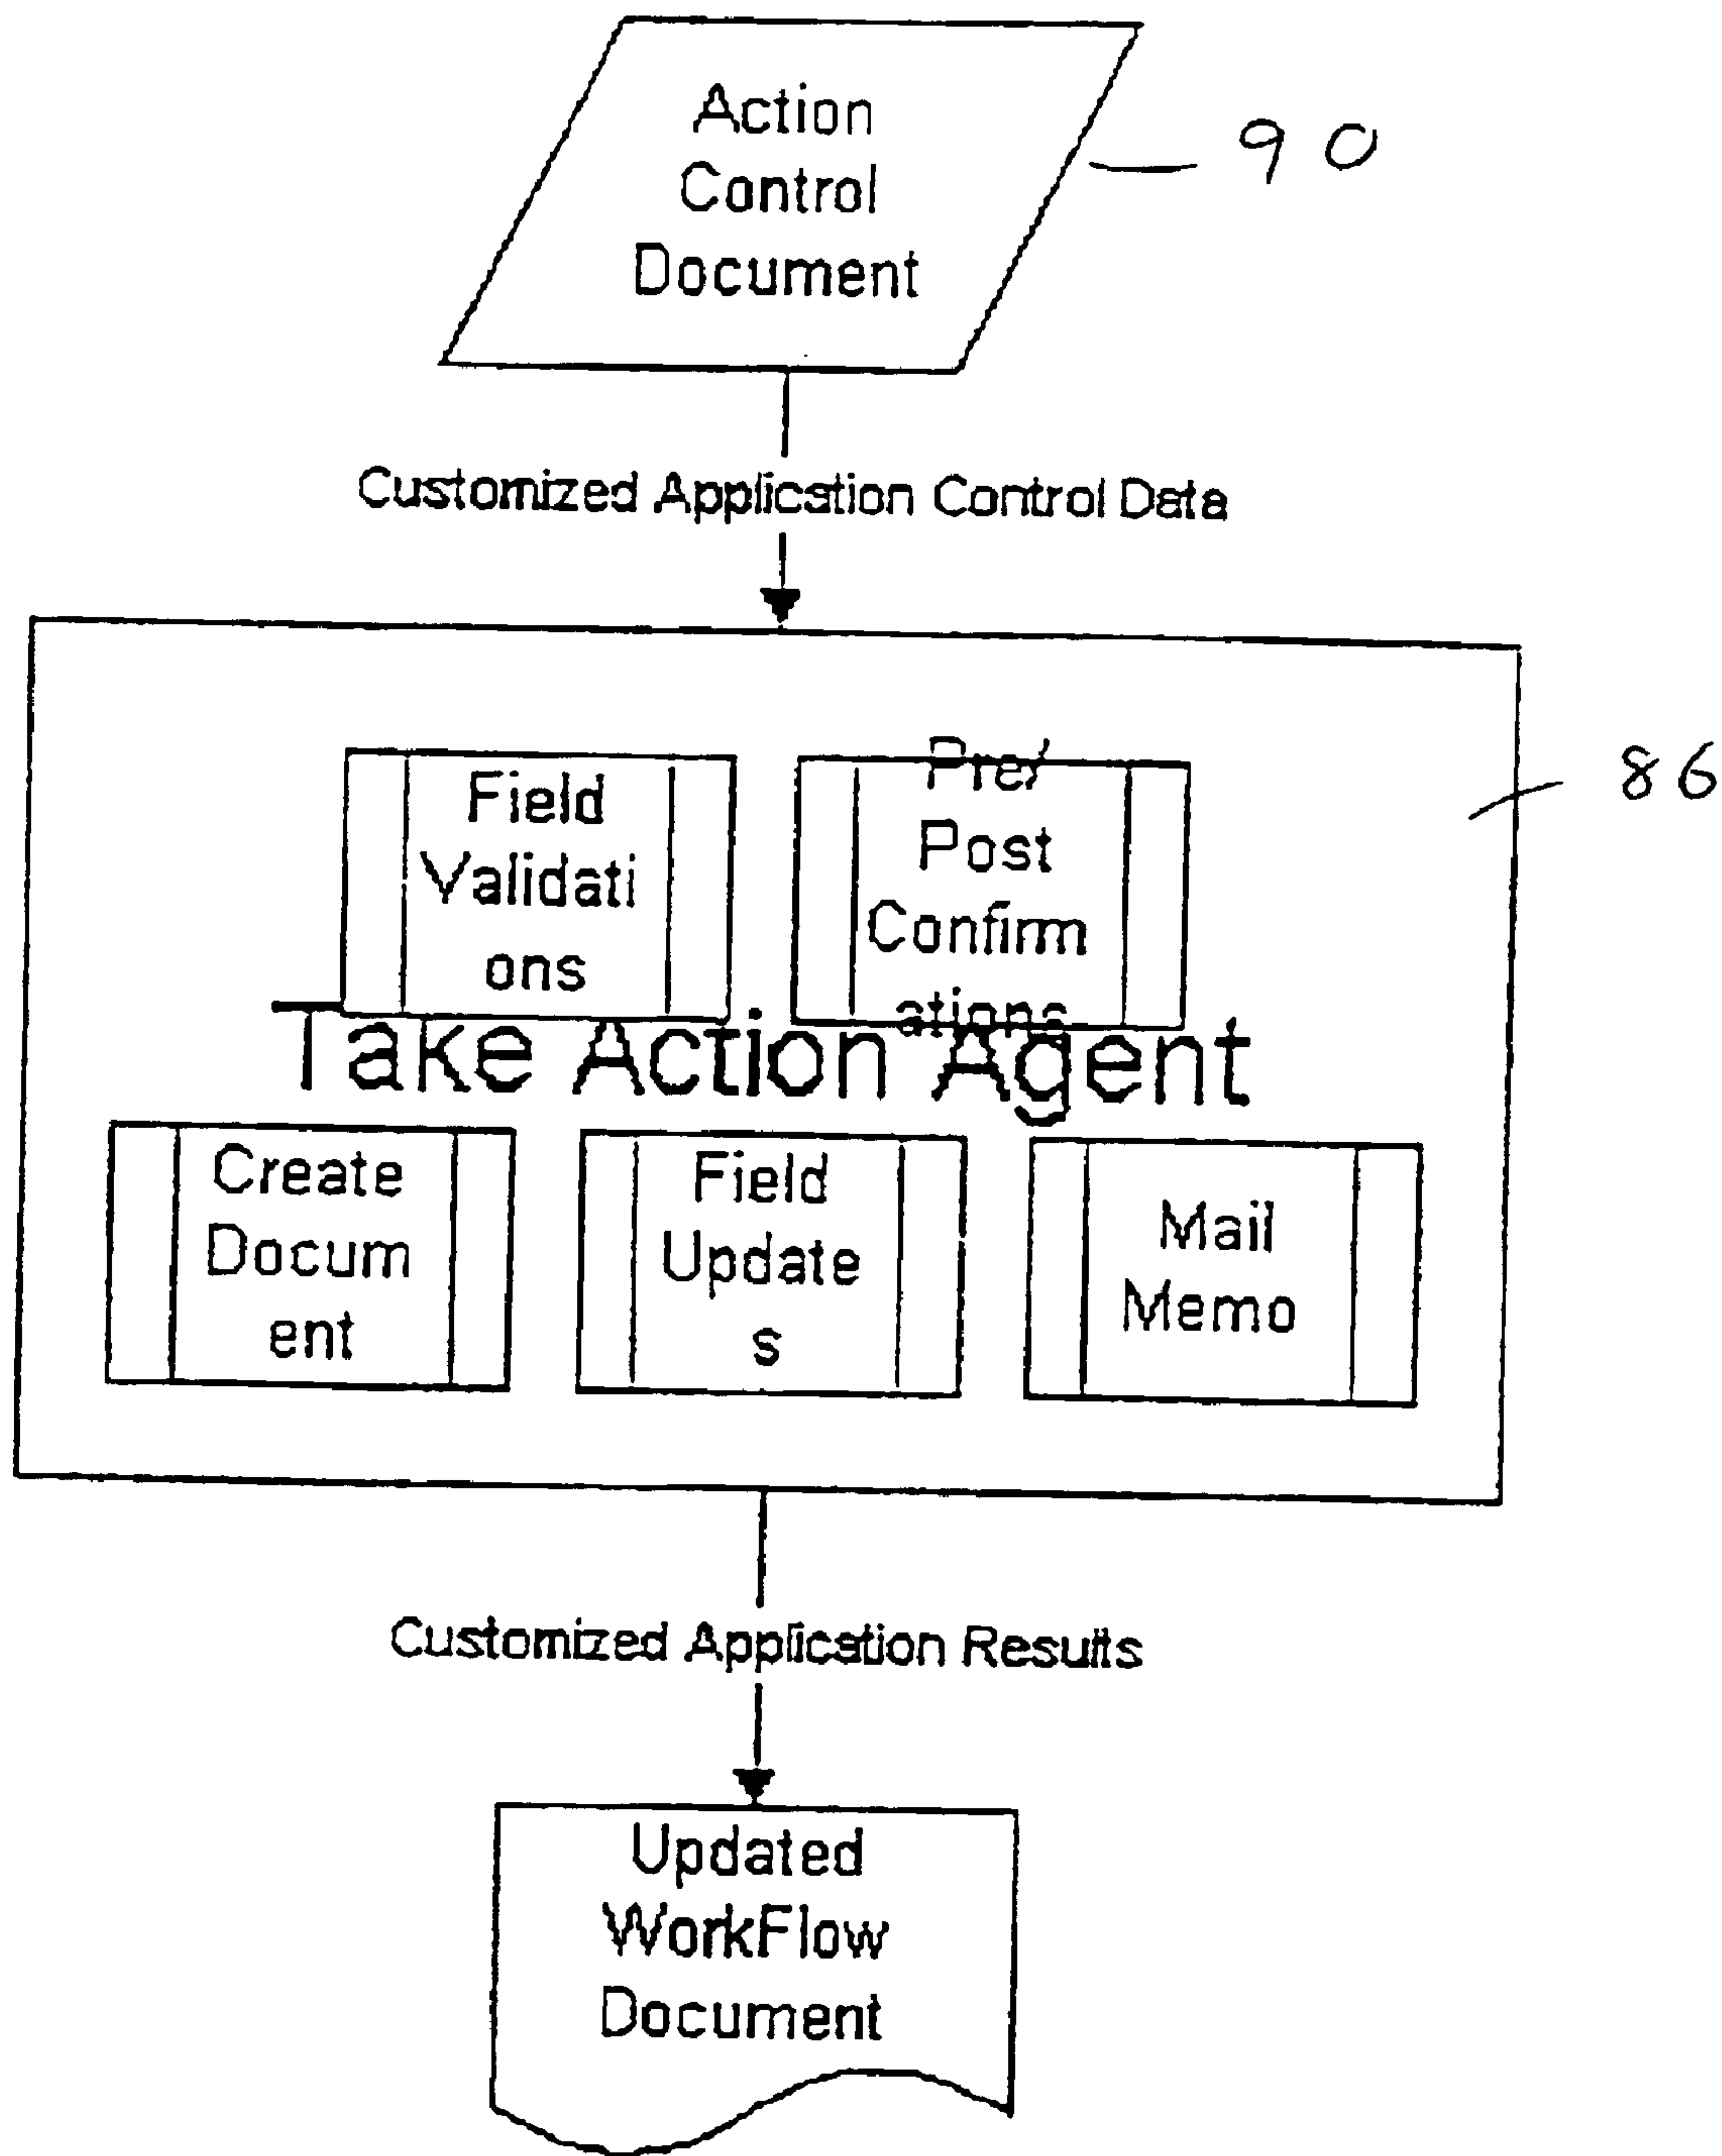 Action
Control
Document
90
Customized Application Control Data
86
Field
Validati
ons
Pre/
Post
Confirm
ations
Take Action Agent
Create
Docum
ent
Field
Update
s
Mail
Memo
Customized Application Results
Updated
WorkFlow
Document